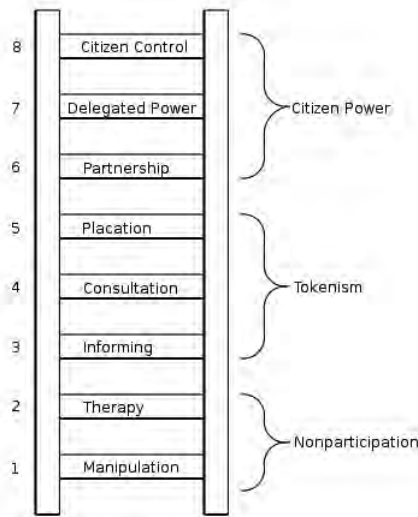 8 Citizen Control
7 Delegated Power
Citizen Power
6 Partnership
5 Placation
4 Consultation
Tokenism
3 Informing
2 Therapy
Nonparticipation
1 Manipulation